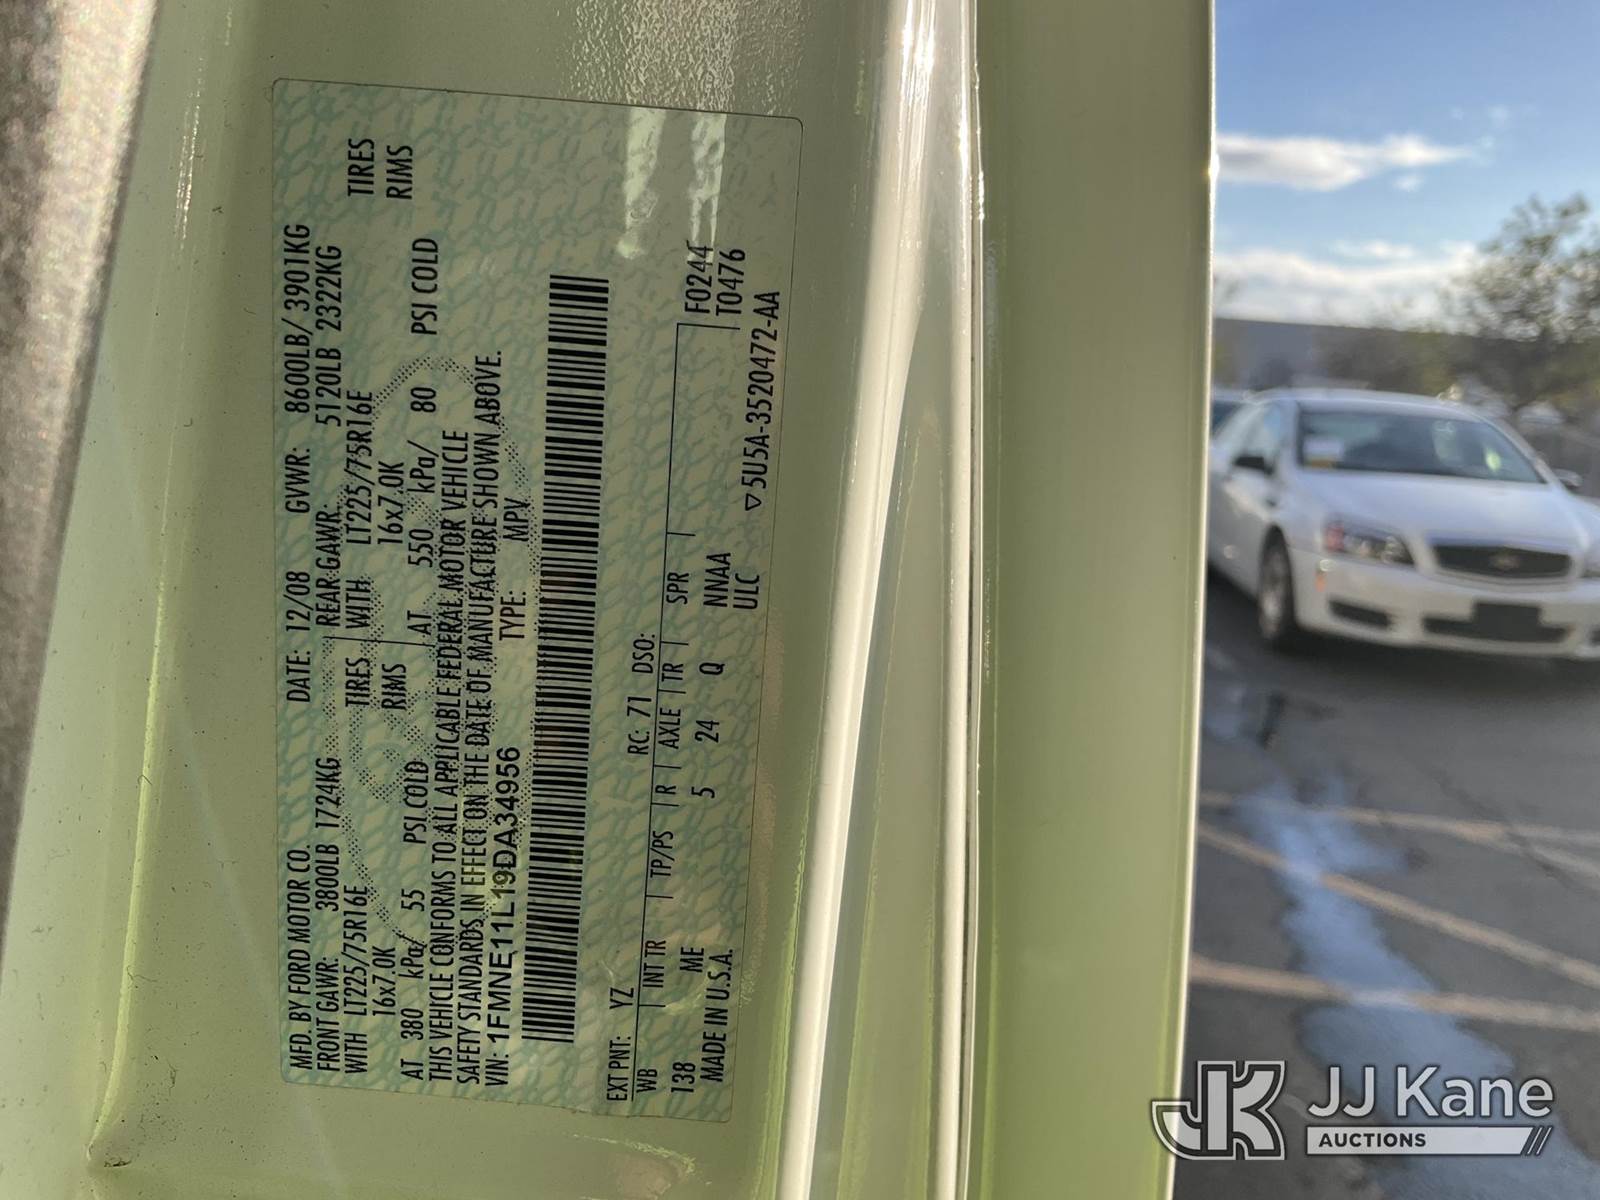 MFD. BY FORD MOTOR CO. DATE: 12/08 GVWR: 8600LB/ 3901KG
FRONT GAWR: 3800LB 1724KG REAR GAWR: 5120LB 2322KG
WITH LT225/75R16E TIRES WITH LT225/75R16E TIRES
16x7.0K RIMS 16x7.0K RIMS
AT 380 kPa/ 55 PSI COLD AT 550 kPa/ 80 PSI COLD
THIS VEHICLE CONFORMS TO ALL APPLICABLE FEDERAL MOTOR VEHICLE
SAFETY STANDARDS IN EFFECT ON THE DATE OF MANUFACTURE SHOWN ABOVE.
VIN: 1FMNE11L19DA34956 TYPE: MPV
EXT PNT: YZ RC: 71 DSO:
WB INT TR TP/PS R AXLE TR SPR F0244
138 ME 5 24 Q NNAA T0476
MADE IN U.S.A. ULC ▽5U5A-3520472-AA
JK JJ Kane
AUCTIONS